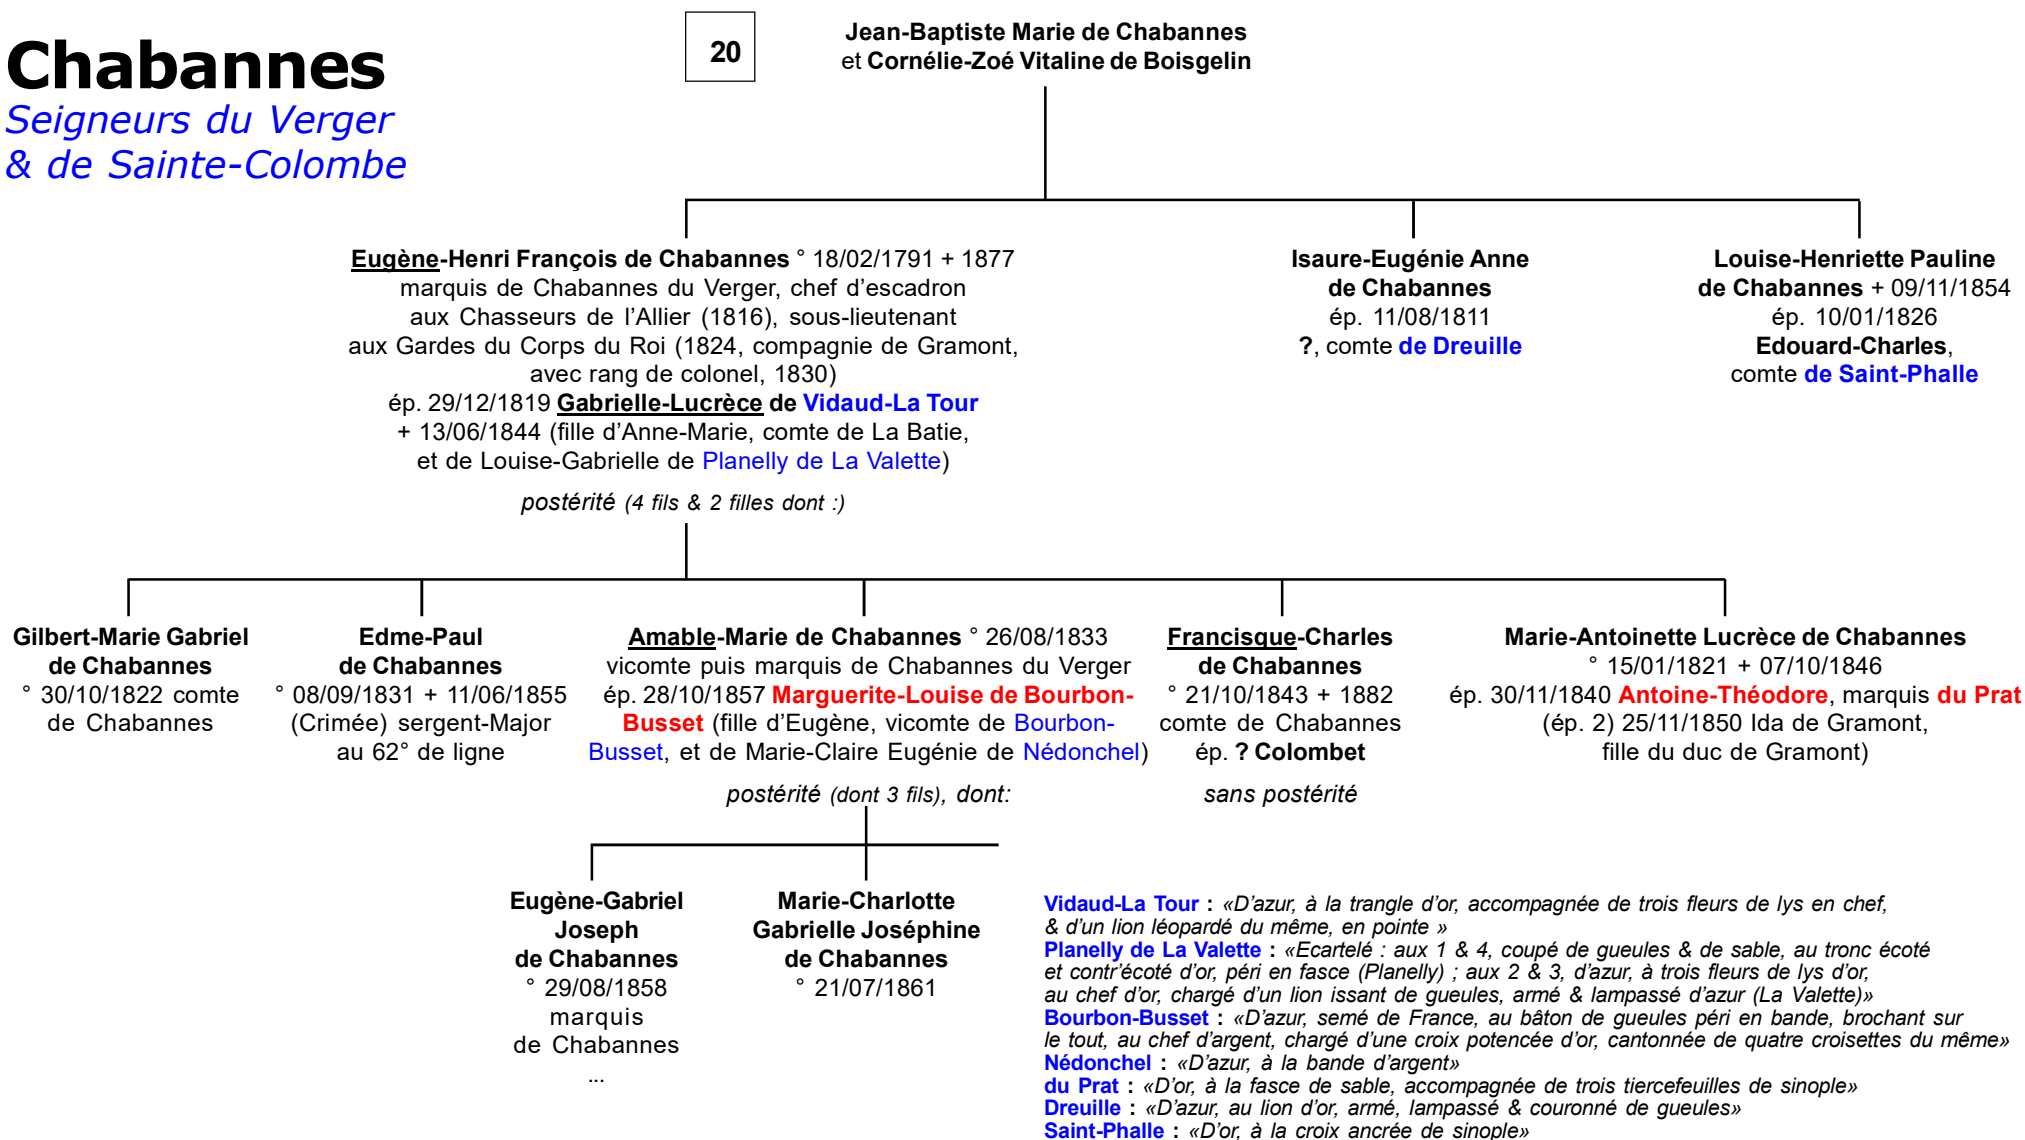 Chabannes
Seigneurs du Verger
& de Sainte-Colombe
20
Jean-Baptiste Marie de Chabannes
et Cornélie-Zoé Vitaline de Boisgelin
Eugène-Henri François de Chabannes ° 18/02/1791 + 1877
marquis de Chabannes du Verger, chef d’escadron
aux Chasseurs de l’Allier (1816), sous-lieutenant
aux Gardes du Corps du Roi (1824, compagnie de Gramont,
avec rang de colonel, 1830)
ép. 29/12/1819 Gabrielle-Lucrèce de Vidaud-La Tour
+ 13/06/1844 (fille d’Anne-Marie, comte de La Batie,
et de Louise-Gabrielle de Planelly de La Valette)
postérité (4 fils & 2 filles dont :)
Isaure-Eugénie Anne
de Chabannes
ép. 11/08/1811
?, comte de Dreuille
Louise-Henriette Pauline
de Chabannes + 09/11/1854
ép. 10/01/1826
Edouard-Charles,
comte de Saint-Phalle
Gilbert-Marie Gabriel
de Chabannes
° 30/10/1822 comte
de Chabannes
Edme-Paul
de Chabannes
° 08/09/1831 + 11/06/1855
(Crimée) sergent-Major
au 62° de ligne
Amable-Marie de Chabannes ° 26/08/1833
vicomte puis marquis de Chabannes du Verger
ép. 28/10/1857 Marguerite-Louise de Bourbon-
Busset (fille d’Eugène, vicomte de Bourbon-
Busset, et de Marie-Claire Eugénie de Nédonchel)
postérité (dont 3 fils), dont:
Francisque-Charles
de Chabannes
° 21/10/1843 + 1882
comte de Chabannes
ép. ? Colombet
sans postérité
Marie-Antoinette Lucrèce de Chabannes
° 15/01/1821 + 07/10/1846
ép. 30/11/1840 Antoine-Théodore, marquis du Prat
(ép. 2) 25/11/1850 Ida de Gramont,
fille du duc de Gramont)
Eugène-Gabriel
Joseph
de Chabannes
° 29/08/1858
marquis
de Chabannes
...
Marie-Charlotte
Gabrielle Joséphine
de Chabannes
° 21/07/1861
Vidaud-La Tour : «D’azur, à la trangle d’or, accompagnée de trois fleurs de lys en chef,
& d’un lion léopardé du même, en pointe »
Planelly de La Valette : «Ecartelé : aux 1 & 4, coupé de gueules & de sable, au tronc écoté
et contr’écoté d’or, péri en fasce (Planelly) ; aux 2 & 3, d’azur, à trois fleurs de lys d’or,
au chef d’or, chargé d’un lion issant de gueules, armé & lampassé d’azur (La Valette)»
Bourbon-Busset : «D’azur, semé de France, au bâton de gueules péri en bande, brochant sur
le tout, au chef d’argent, chargé d’une croix potencée d’or, cantonnée de quatre croisettes du même»
Nédonchel : «D’azur, à la bande d’argent»
du Prat : «D’or, à la fasce de sable, accompagnée de trois tiercefeuilles de sinople»
Dreuille : «D’azur, au lion d’or, armé, lampassé & couronné de gueules»
Saint-Phalle : «D’or, à la croix ancrée de sinople»